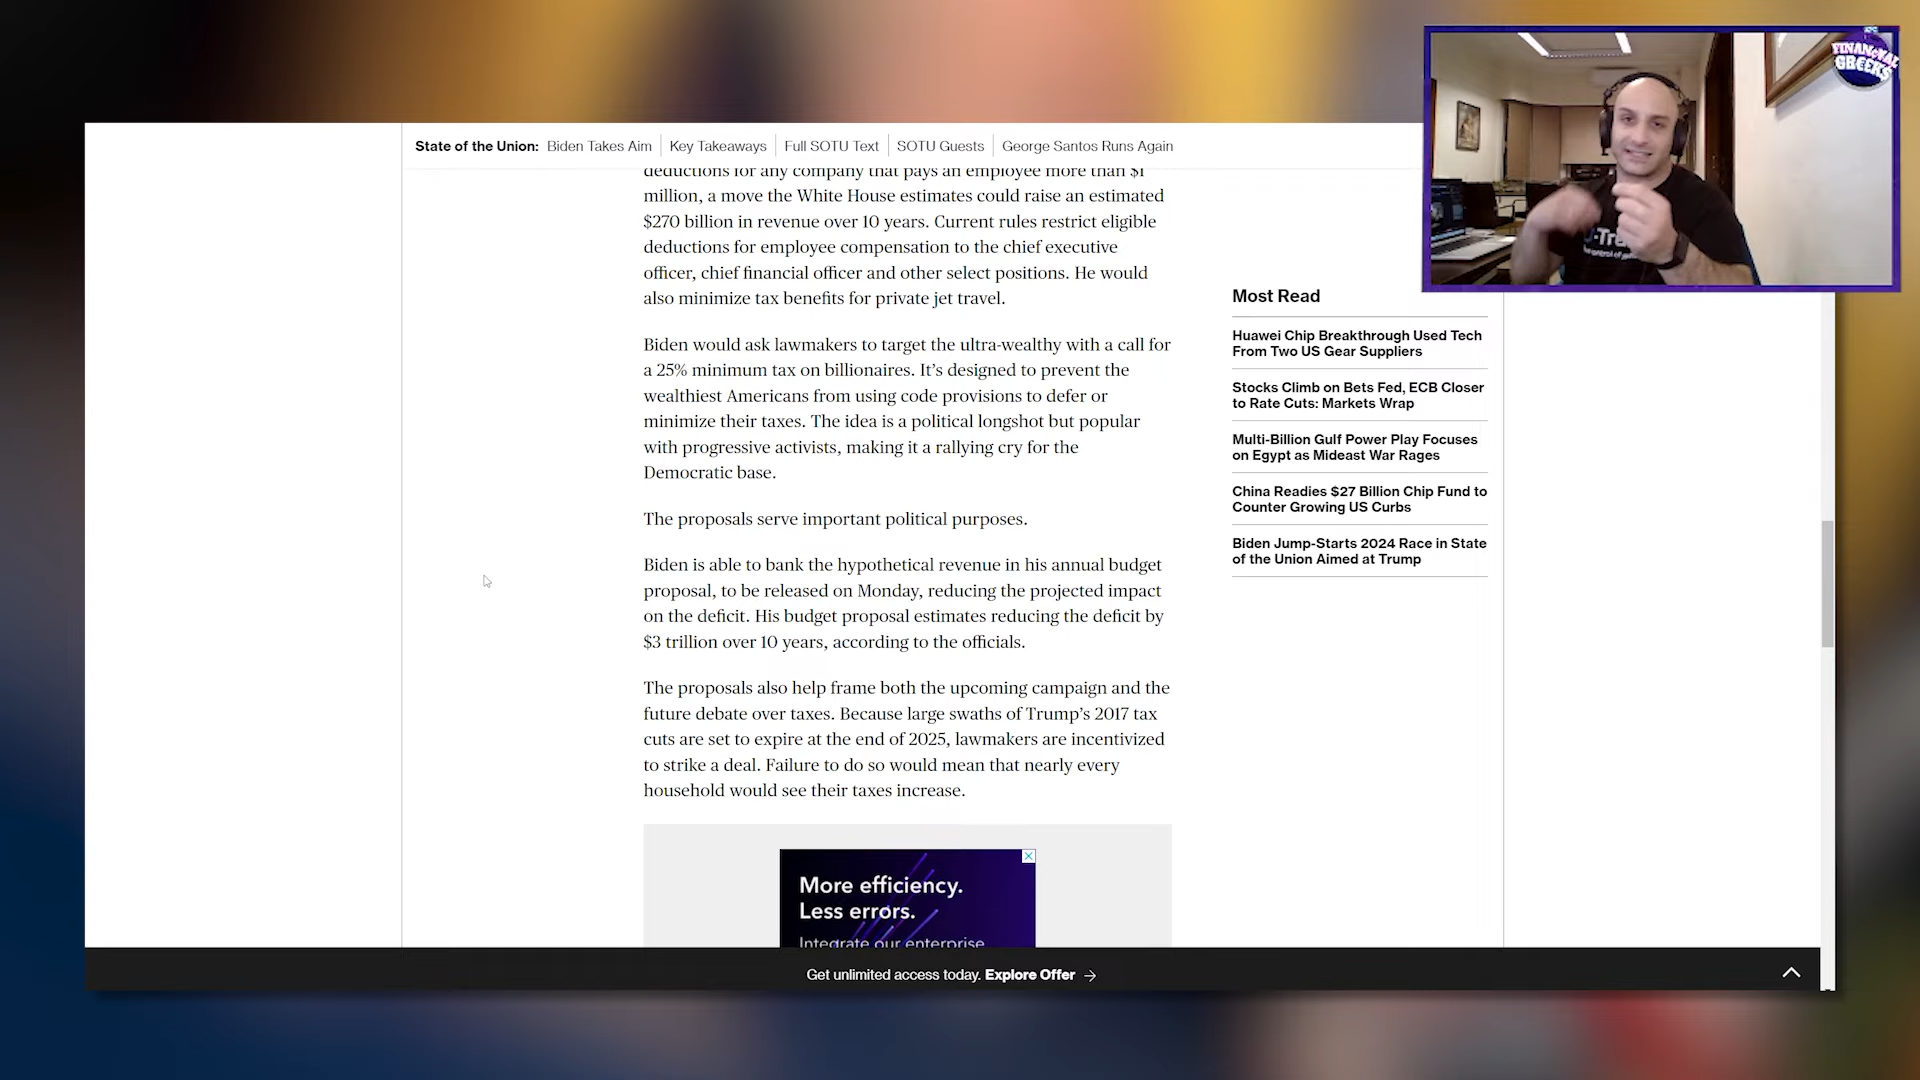 FINANCIAL
GREEKS
State of the Union: Biden Takes Aim Key Takeaways Full SOTU Text SOTU Guests George Santos Runs Again
deductions for any company that pays an employee more than $1
million, a move the White House estimates could raise an estimated
$270 billion in revenue over 10 years. Current rules restrict eligible
deductions for employee compensation to the chief executive
officer, chief financial officer and other select positions. He would
also minimize tax benefits for private jet travel.
Biden would ask lawmakers to target the ultra-wealthy with a call for
a 25% minimum tax on billionaires. It’s designed to prevent the
wealthiest Americans from using code provisions to defer or
minimize their taxes. The idea is a political longshot but popular
with progressive activists, making it a rallying cry for the
Democratic base.
The proposals serve important political purposes.
Biden is able to bank the hypothetical revenue in his annual budget
proposal, to be released on Monday, reducing the projected impact
on the deficit. His budget proposal estimates reducing the deficit by
$3 trillion over 10 years, according to the officials.
The proposals also help frame both the upcoming campaign and the
future debate over taxes. Because large swaths of Trump’s 2017 tax
cuts are set to expire at the end of 2025, lawmakers are incentivized
to strike a deal. Failure to do so would mean that nearly every
household would see their taxes increase.
Most Read
Huawei Chip Breakthrough Used Tech
From Two US Gear Suppliers
Stocks Climb on Bets Fed, ECB Closer
to Rate Cuts: Markets Wrap
Multi-Billion Gulf Power Play Focuses
on Egypt as Mideast War Rages
China Readies $27 Billion Chip Fund to
Counter Growing US Curbs
Biden Jump-Starts 2024 Race in State
of the Union Aimed at Trump
More efficiency.
Less errors.
Integrate our enterprise
Get unlimited access today. Explore Offer →